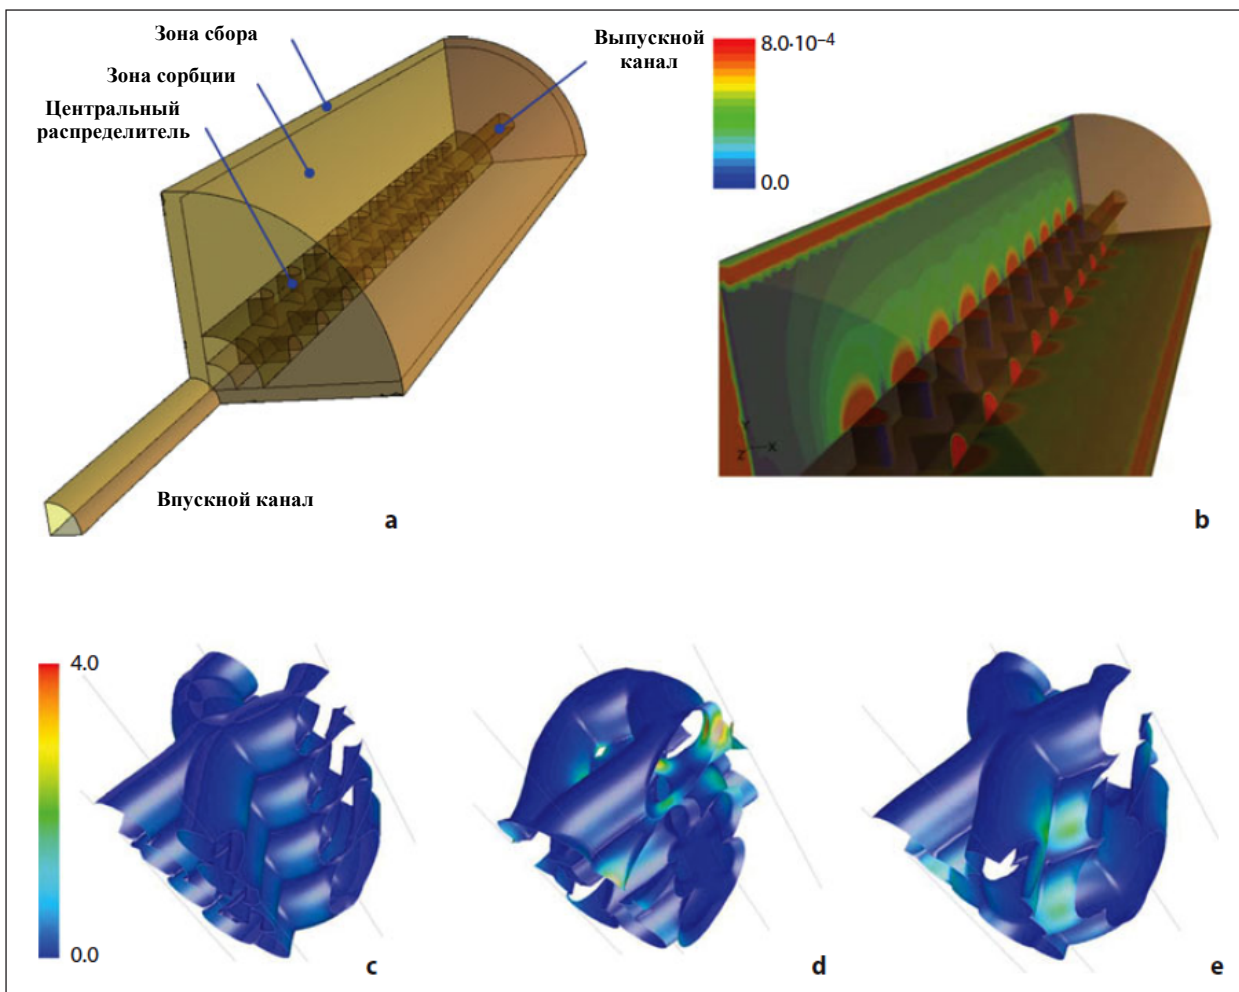 Зона сбора
Зона сорбции
Центральный
распределитель
Выпускной
канал
Впускной канал
a
8.0·10⁻⁴
0.0
Y
Z
X
b
4.0
0.0
c
d
e